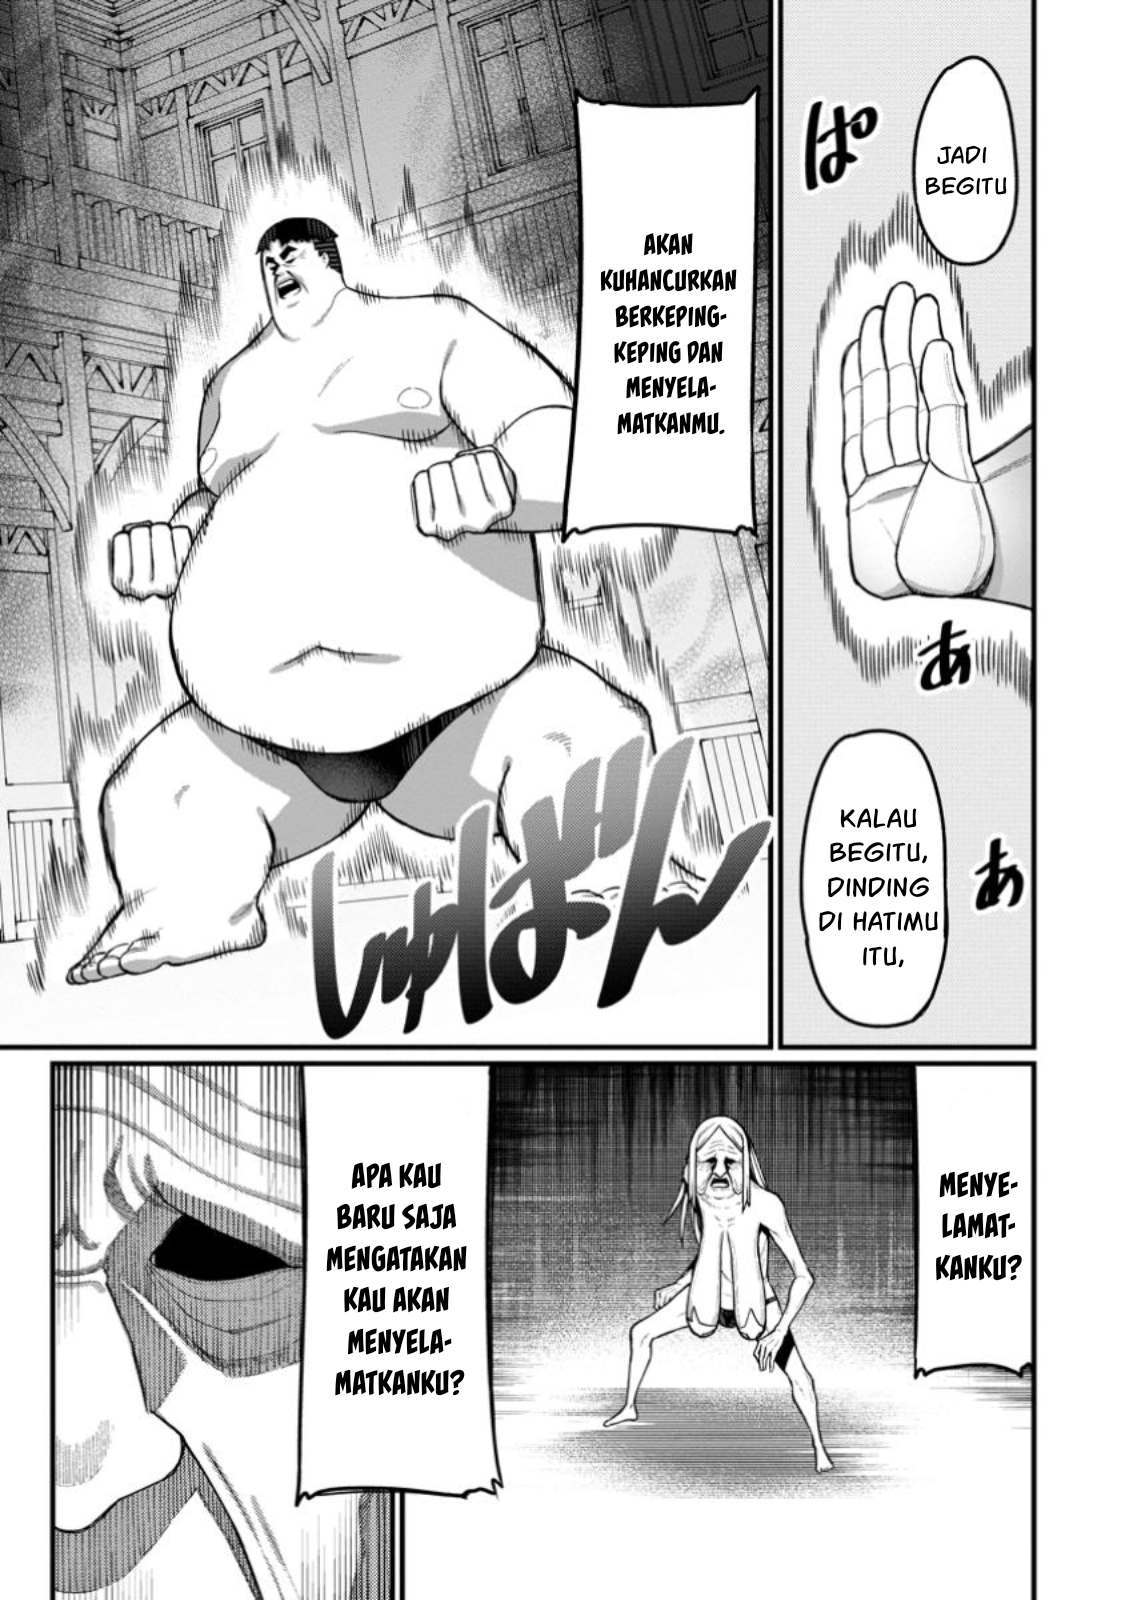 JADI
BEGITU
ぱ
あ
あ
KALAU
BEGITU,
DINDING
DI HATIMU
ITU,
AKAN
KUHANCURKAN
BERKEPING-
KEPING DAN
MENYELA-
MATKANMU.
しゅばん
MENYE-
LAMAT-
KANKU?
APA KAU
BARU SAJA
MENGATAKAN
KAU AKAN
MENYELA-
MATKANKU?